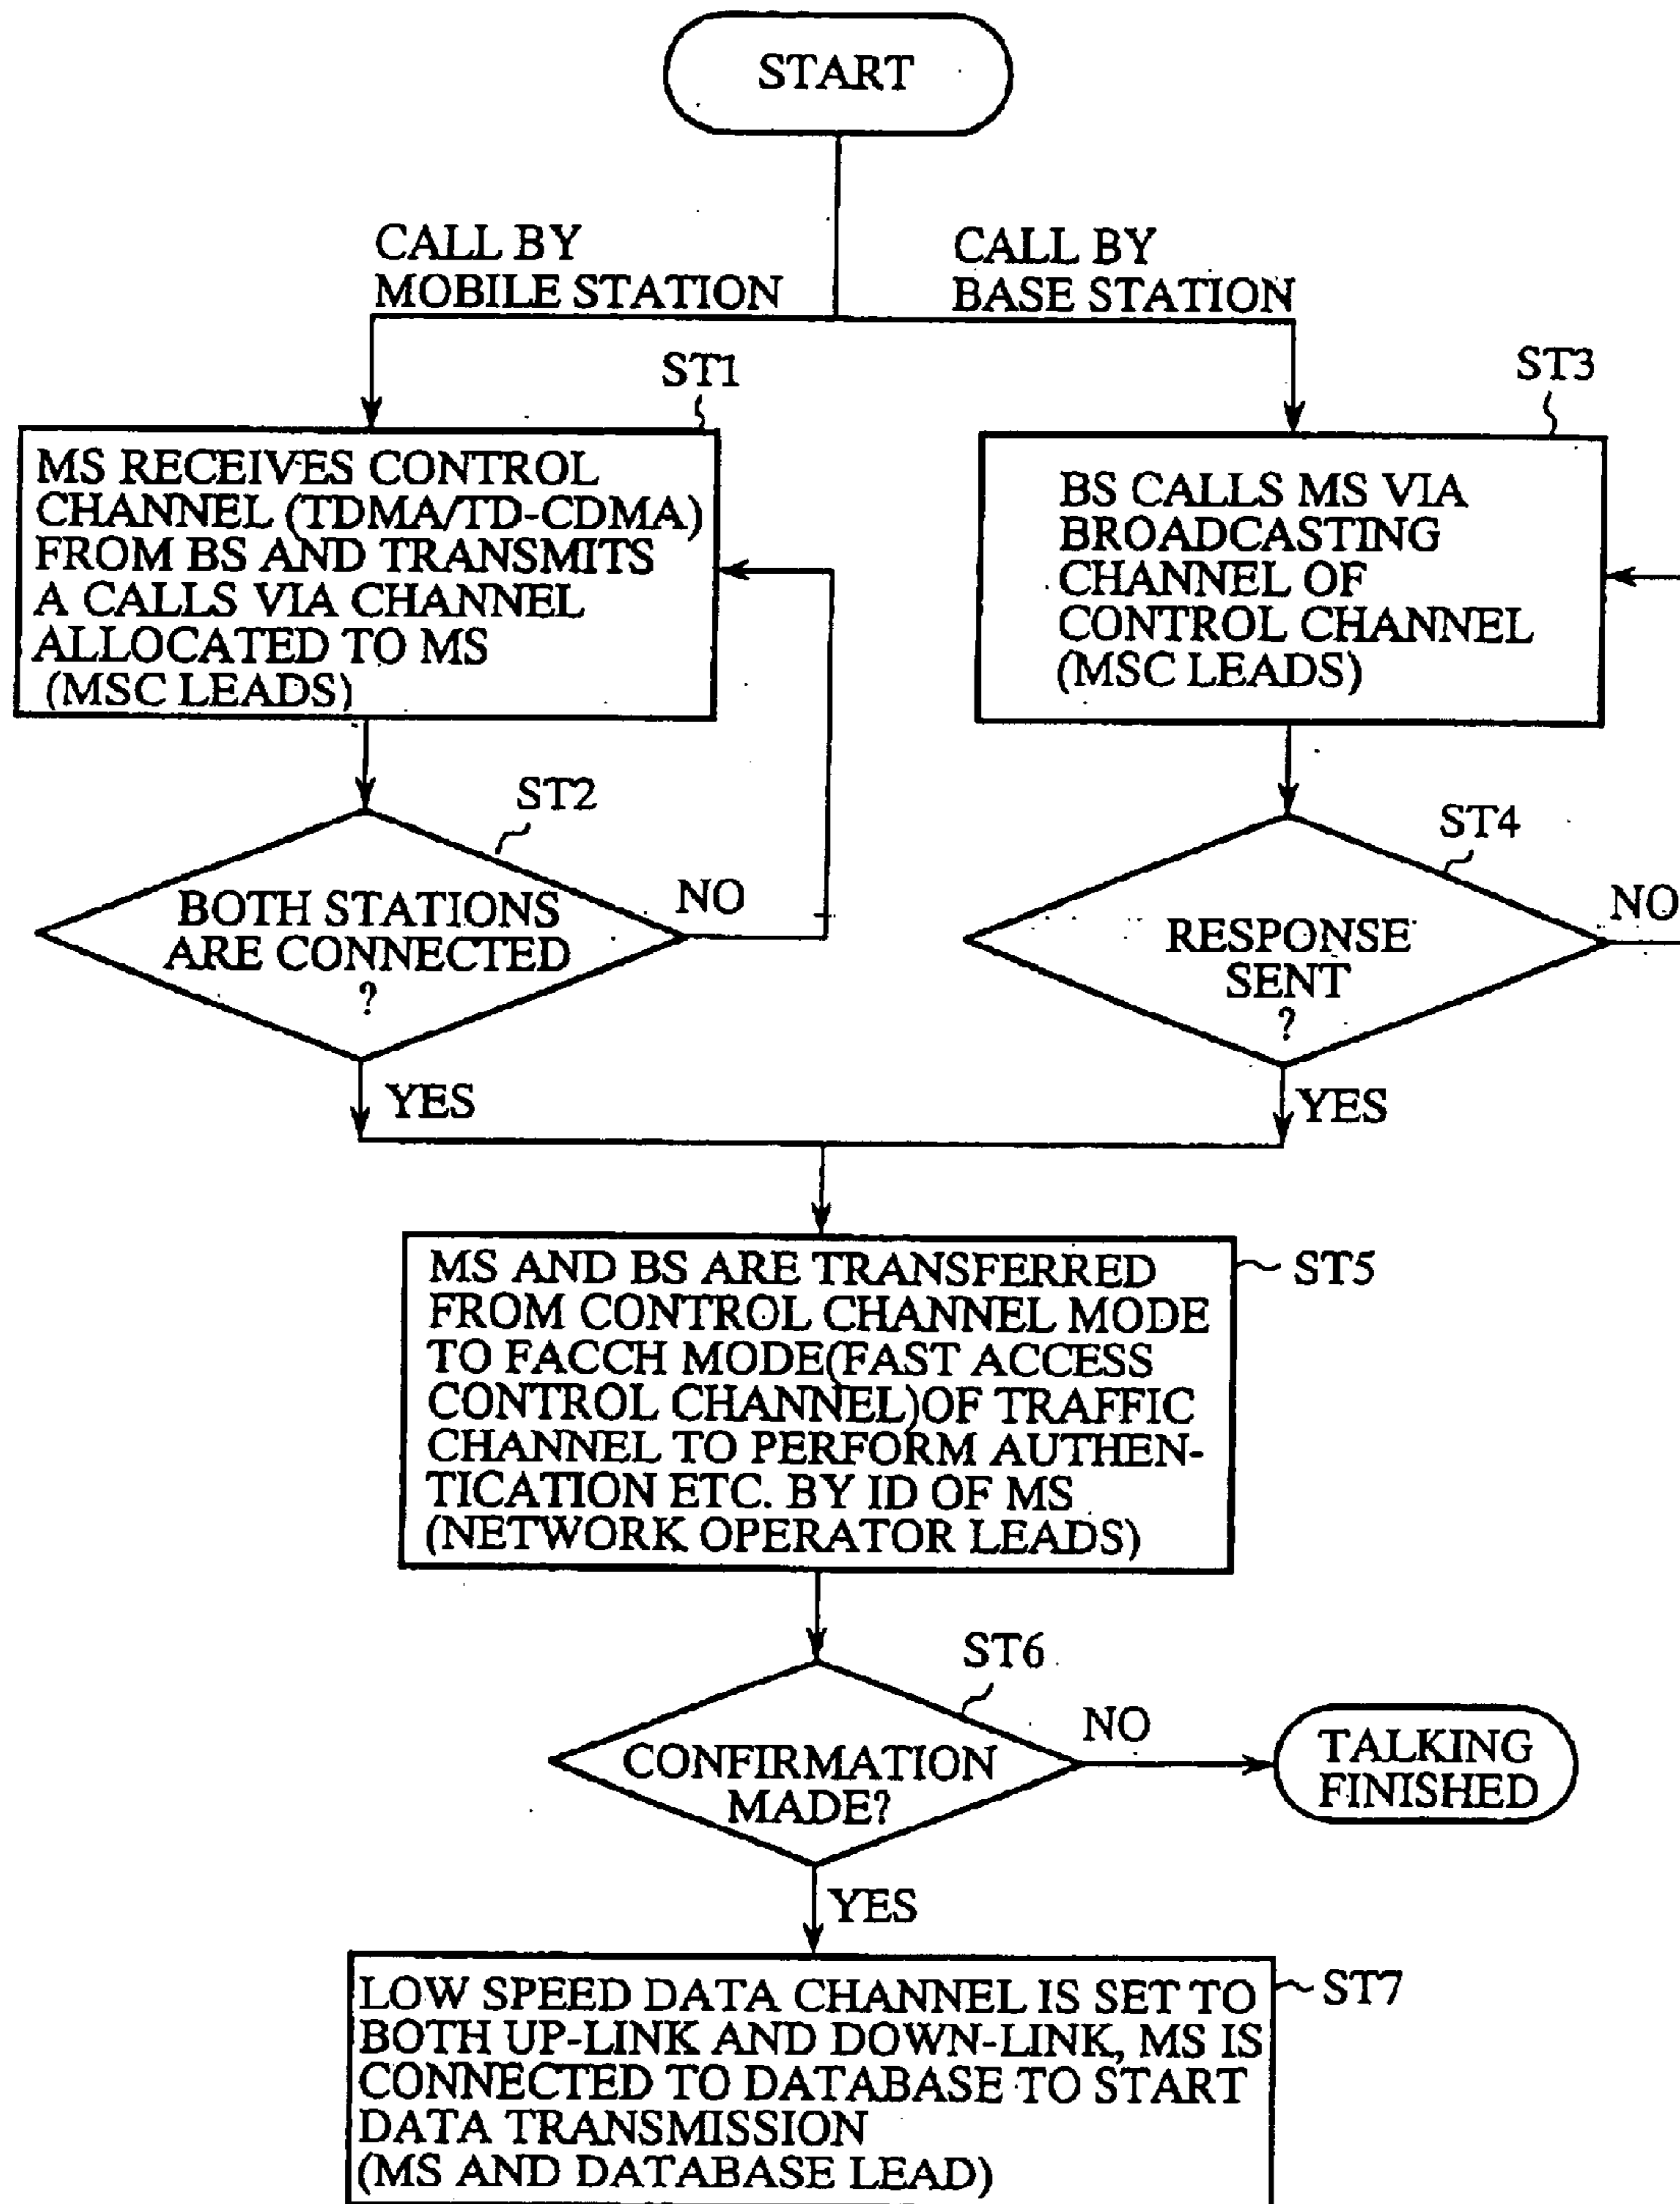 START
CALL BY
MOBILE STATION
CALL BY
BASE STATION
ST1
MS RECEIVES CONTROL
CHANNEL (TDMA/TD-CDMA)
FROM BS AND TRANSMITS
A CALLS VIA CHANNEL
ALLOCATED TO MS
(MSC LEADS)
ST3
BS CALLS MS VIA
BROADCASTING
CHANNEL OF
CONTROL CHANNEL
(MSC LEADS)
ST2
BOTH STATIONS
ARE CONNECTED
?
NO
YES
ST4
RESPONSE
SENT
?
NO
YES
ST5
MS AND BS ARE TRANSFERRED
FROM CONTROL CHANNEL MODE
TO FACCH MODE(FAST ACCESS
CONTROL CHANNEL)OF TRAFFIC
CHANNEL TO PERFORM AUTHEN-
TICATION ETC. BY ID OF MS
(NETWORK OPERATOR LEADS)
ST6
CONFIRMATION
MADE?
NO
TALKING
FINISHED
YES
ST7
LOW SPEED DATA CHANNEL IS SET TO
BOTH UP-LINK AND DOWN-LINK, MS IS
CONNECTED TO DATABASE TO START
DATA TRANSMISSION
(MS AND DATABASE LEAD)